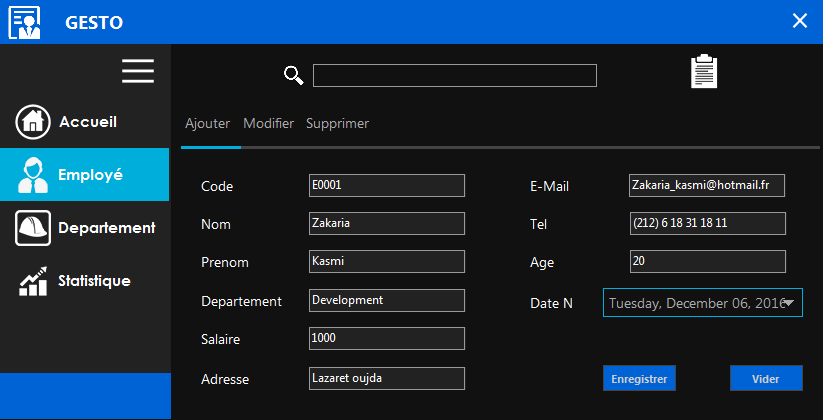 GESTO
Accueil
Employé
Departement
Statistique
Ajouter Modifier Supprimer
Code E0001
Nom Zakaria
Prenom Kasmi
Departement Development
Salaire 1000
Adresse Lazaret oujda
E-Mail Zakaria_kasmi@hotmail.fr
Tel (212) 6 18 31 18 11
Age 20
Date N Tuesday, December 06, 2016
Enregistrer Vider